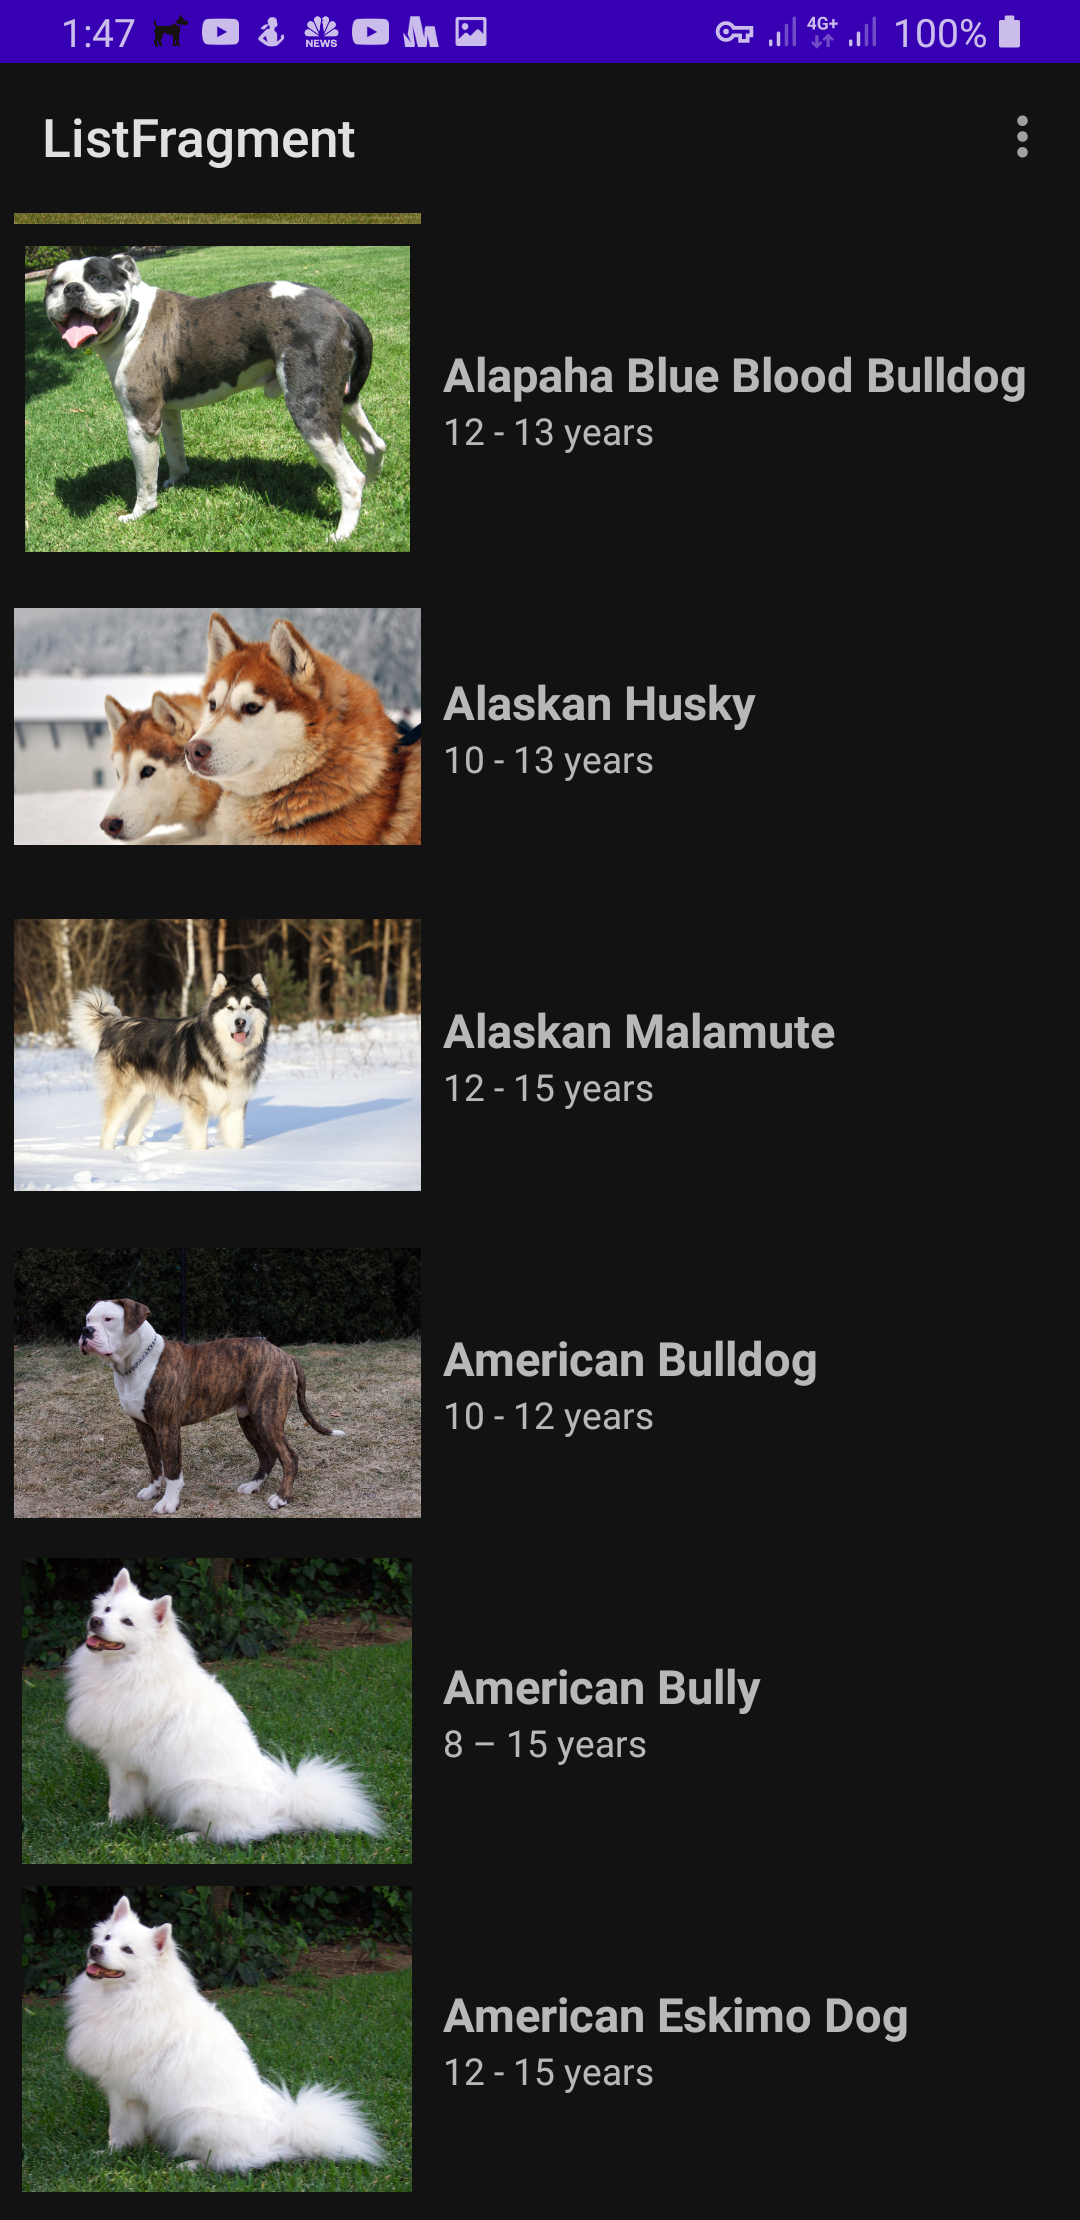 1:47
NEWS
4G+
100%
ListFragment
Alapaha Blue Blood Bulldog
12 - 13 years
Alaskan Husky
10 - 13 years
Alaskan Malamute
12 - 15 years
American Bulldog
10 - 12 years
American Bully
8 – 15 years
American Eskimo Dog
12 - 15 years